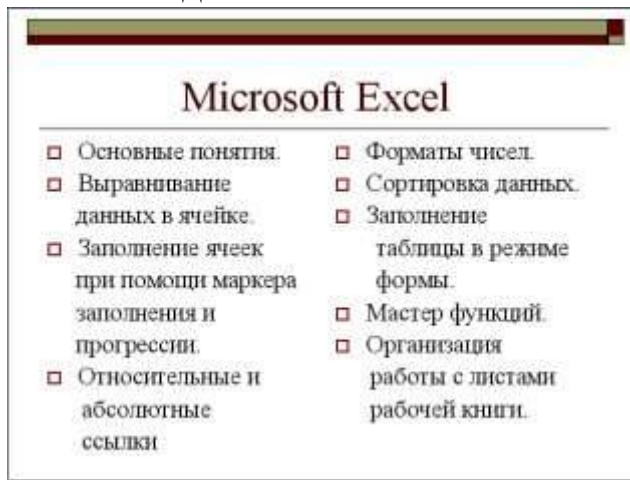 Microsoft Excel
Основные понятия.
Выравнивание
данных в ячейке.
Заполнение ячеек
при помощи маркера
заполнения и
прогрессии.
Относительные и
абсолютные
ссылки
Форматы чисел.
Сортировка данных.
Заполнение
таблицы в режиме
формы.
Мастер функций.
Организация
работы с листами
рабочей книги.